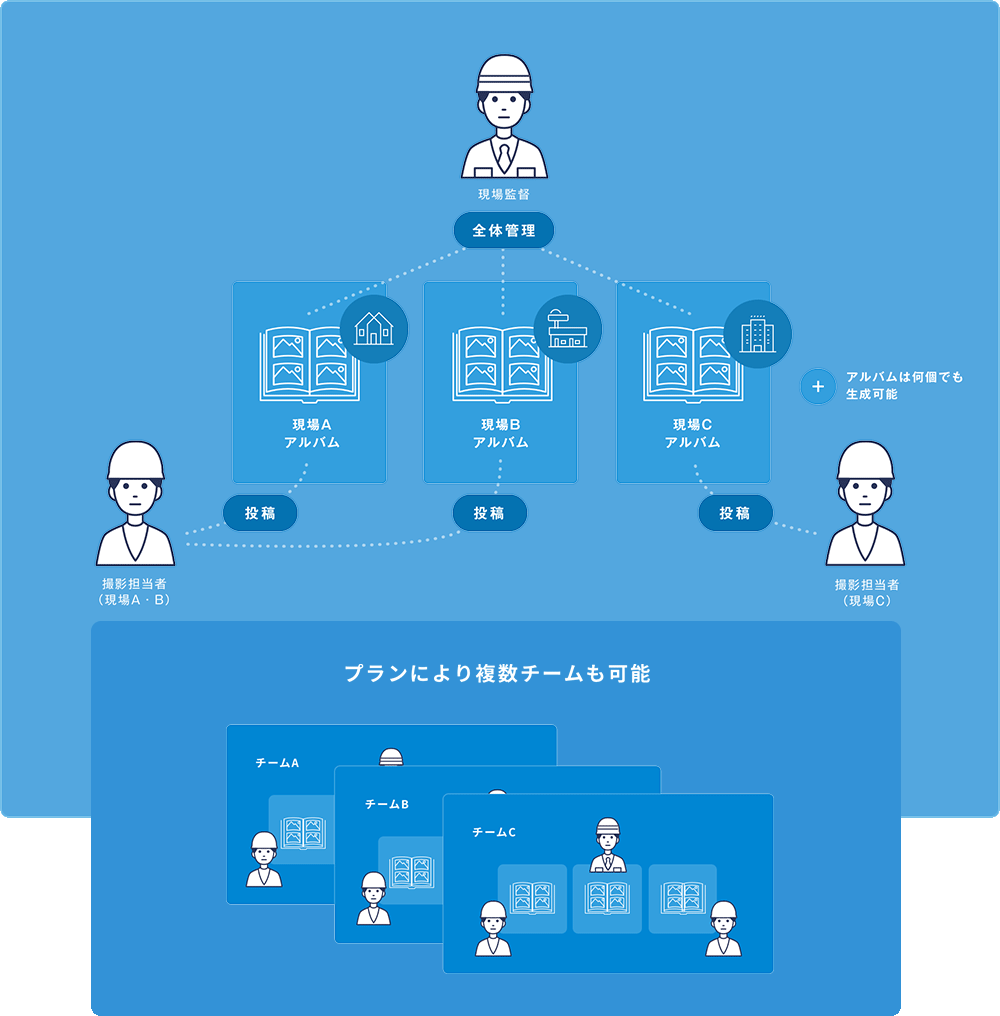 現場監督
全体管理
現場A
アルバム
現場B
アルバム
現場C
アルバム
アルバムは何個でも
生成可能
投稿
投稿
投稿
撮影担当者
（現場A・B）
撮影担当者
（現場C）
プランにより複数チームも可能
チームA
チームB
チームC